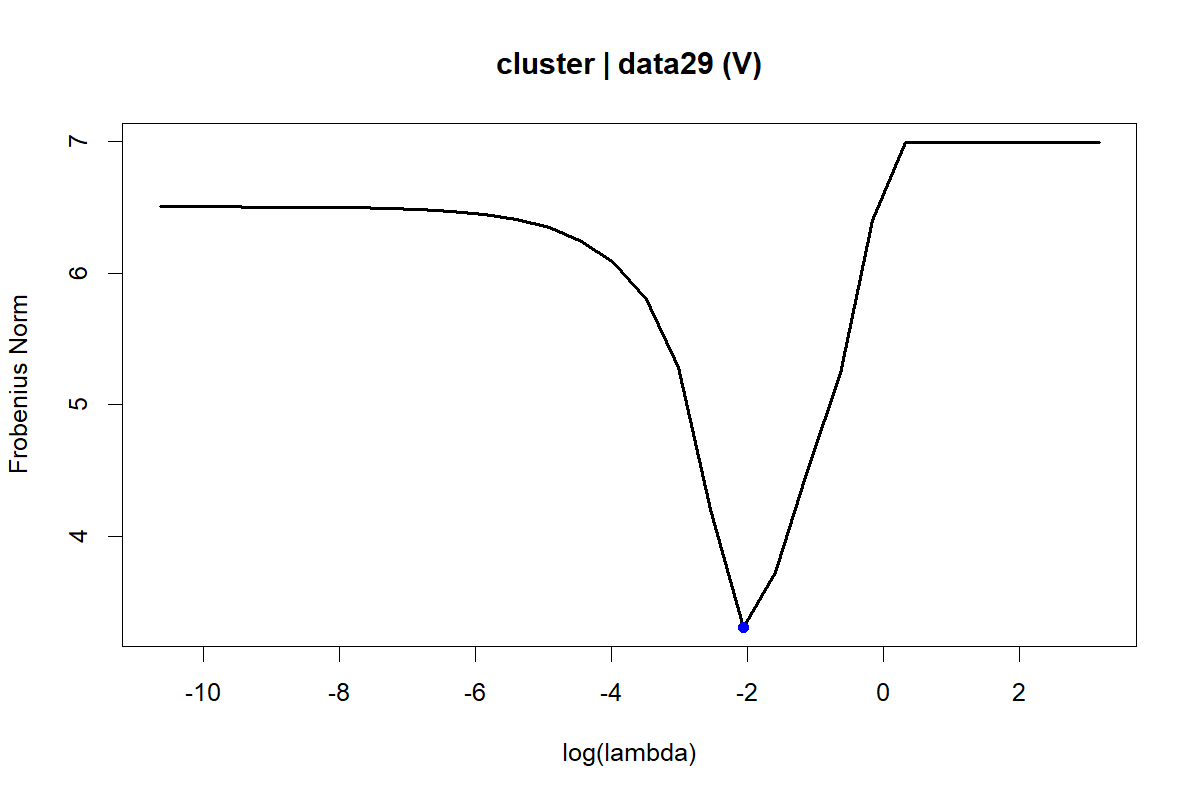 cluster | data29 (V)
Frobenius Norm
7
6
5
4
-10 -8 -6 -4 -2 0 2
log(lambda)